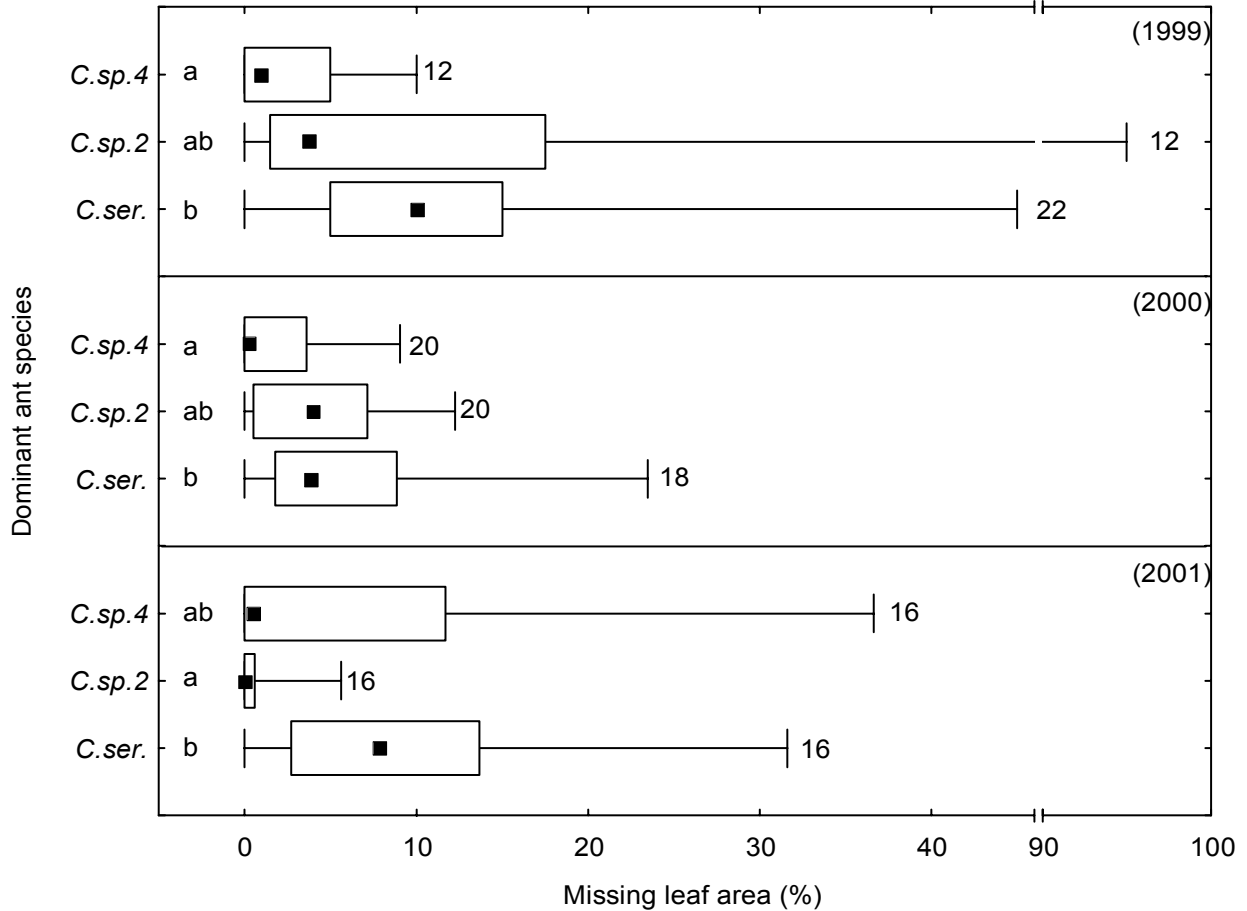 (1999)
C.sp.4 a 12
C.sp.2 ab 12
C.ser. b 22
(2000)
C.sp.4 a 20
C.sp.2 ab 20
C.ser. b 18
(2001)
C.sp.4 ab 16
C.sp.2 a 16
C.ser. b 16
Dominant ant species
0 10 20 30 40 90 100
Missing leaf area (%)